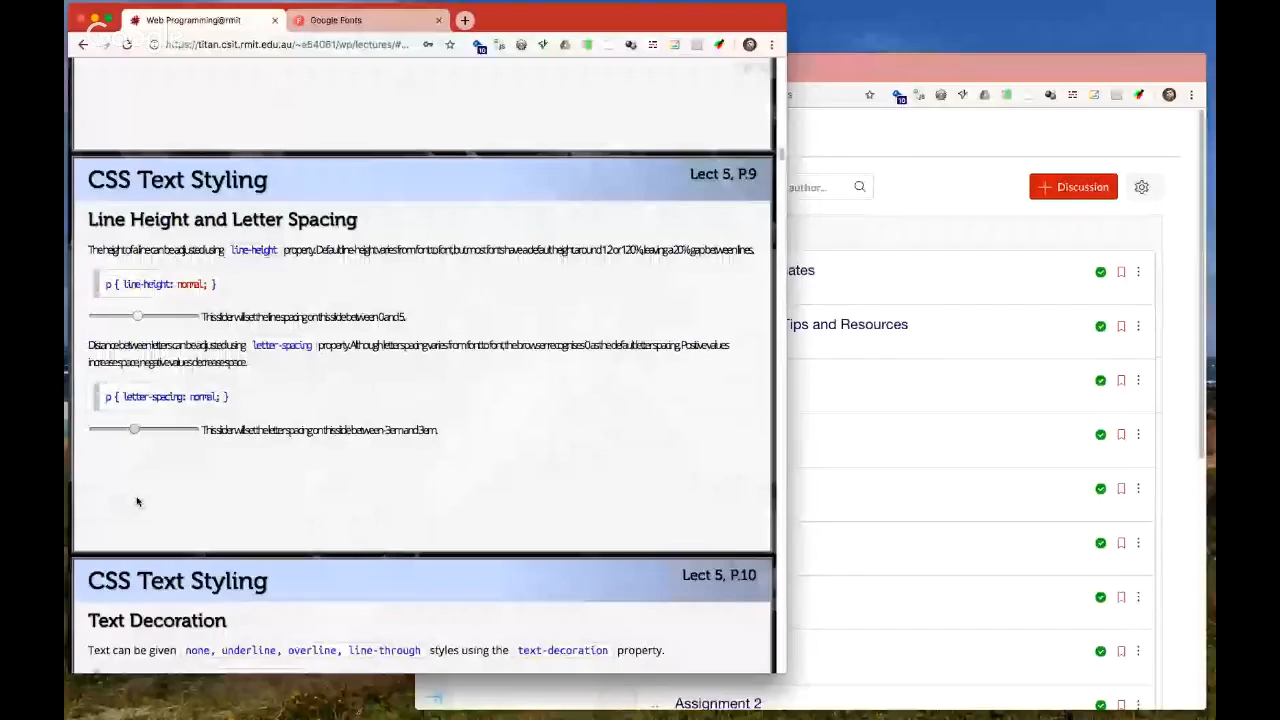 Web Programming@rmit
Google Fonts
https://titan.csit.rmit.edu.au/~e54061/wp/lectures/#...
10
CSS Text Styling
Lect 5, P.9
Line Height and Letter Spacing
The height of a line can be adjusted using line-height property. Default line-height varies from font to font, but most fonts have a default height around 1.2 or 120%, leaving a 20% gap between lines.
p { line-height: normal; }
This slider will set the line spacing on this slide between 0 and 5.
Distance between letters can be adjusted using letter-spacing property. Although letter spacing varies from font to font, the browser recognises 0 as the default letter spacing. Positive values
increase space, negative values decrease space.
p { letter-spacing: normal; }
This slider will set the letter spacing on this slide between -3em and 3em.
CSS Text Styling
Lect 5, P.10
Text Decoration
Text can be given none, underline, overline, line-through styles using the text-decoration property.
10
author...
Discussion
ates
Tips and Resources
Assignment 2